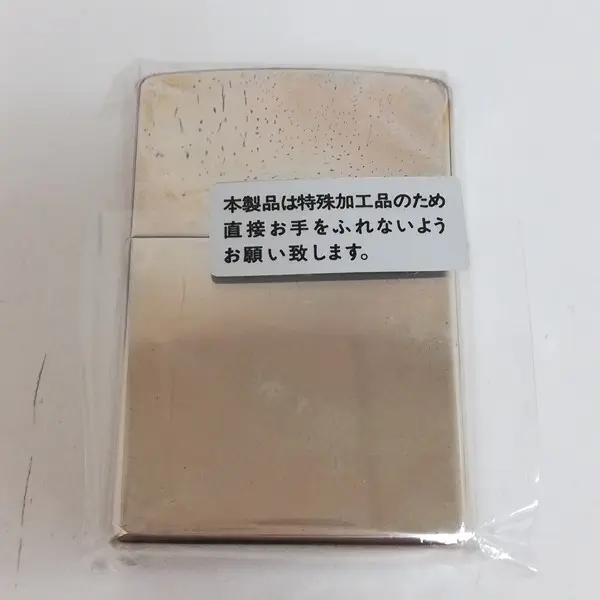 本製品は特殊加工品のため
直接お手をふれないよう
お願い致します。